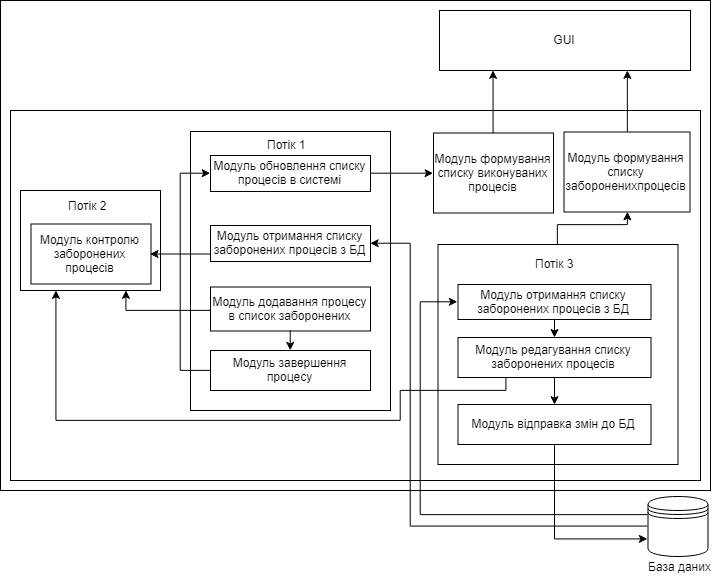 GUI
Потік 1
Модуль обновлення списку
процесів в системі
Модуль формування
списку виконуваних
процесів
Модуль формування
списку
забороненихпроцесів
Потік 2
Модуль контролю
заборонених
процесів
Модуль отримання списку
заборонених процесів з БД
Модуль додавання процесу
в список заборонених
Модуль завершення
процесу
Потік 3
Модуль отримання списку
заборонених процесів з БД
Модуль редагування списку
заборонених процесів
Модуль відправка змін до БД
База даних